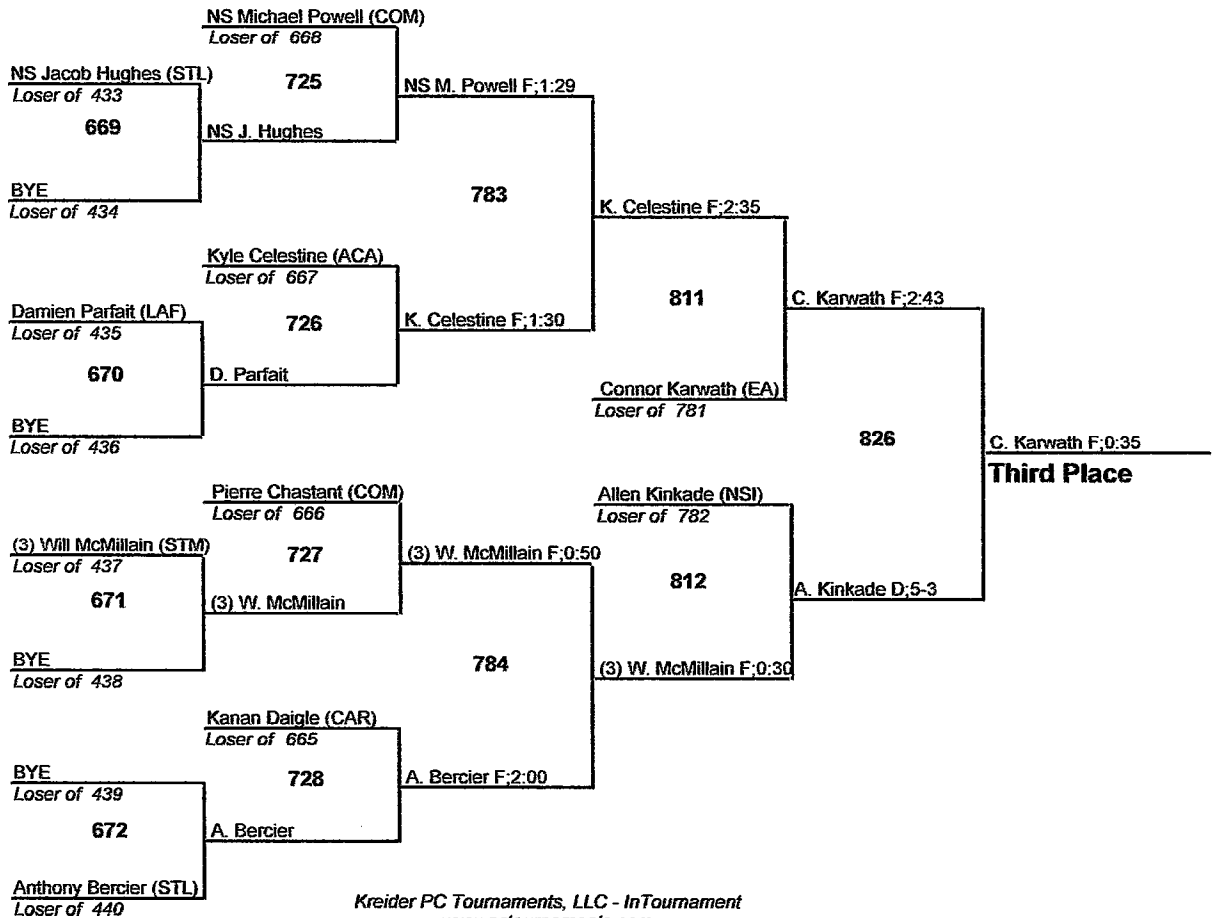 NS Michael Powell (COM)
Loser of 668
NS Jacob Hughes (STL)
Loser of 433
725
NS M. Powell F;1:29
669
NS J. Hughes
BYE
Loser of 434
783
K. Celestine F;2:35
Kyle Celestine (ACA)
Loser of 667
Damien Parfait (LAF)
Loser of 435
726
K. Celestine F;1:30
811
C. Karwath F;2:43
670
D. Parfait
Connor Karwath (EA)
Loser of 781
BYE
Loser of 436
826
C. Karwath F;0:35
Third Place
Pierre Chastant (COM)
Loser of 666
Allen Kinkade (NSI)
Loser of 782
(3) Will McMillain (STM)
Loser of 437
727
(3) W. McMillain F;0:50
812
671
(3) W. McMillain
A. Kinkade D;5-3
BYE
Loser of 438
784
(3) W. McMillain F;0:30
Kanan Daigle (CAR)
Loser of 665
BYE
Loser of 439
728
A. Bercier F;2:00
672
A. Bercier
Anthony Bercier (STL)
Loser of 440
Kreider PC Tournaments, LLC - InTournament